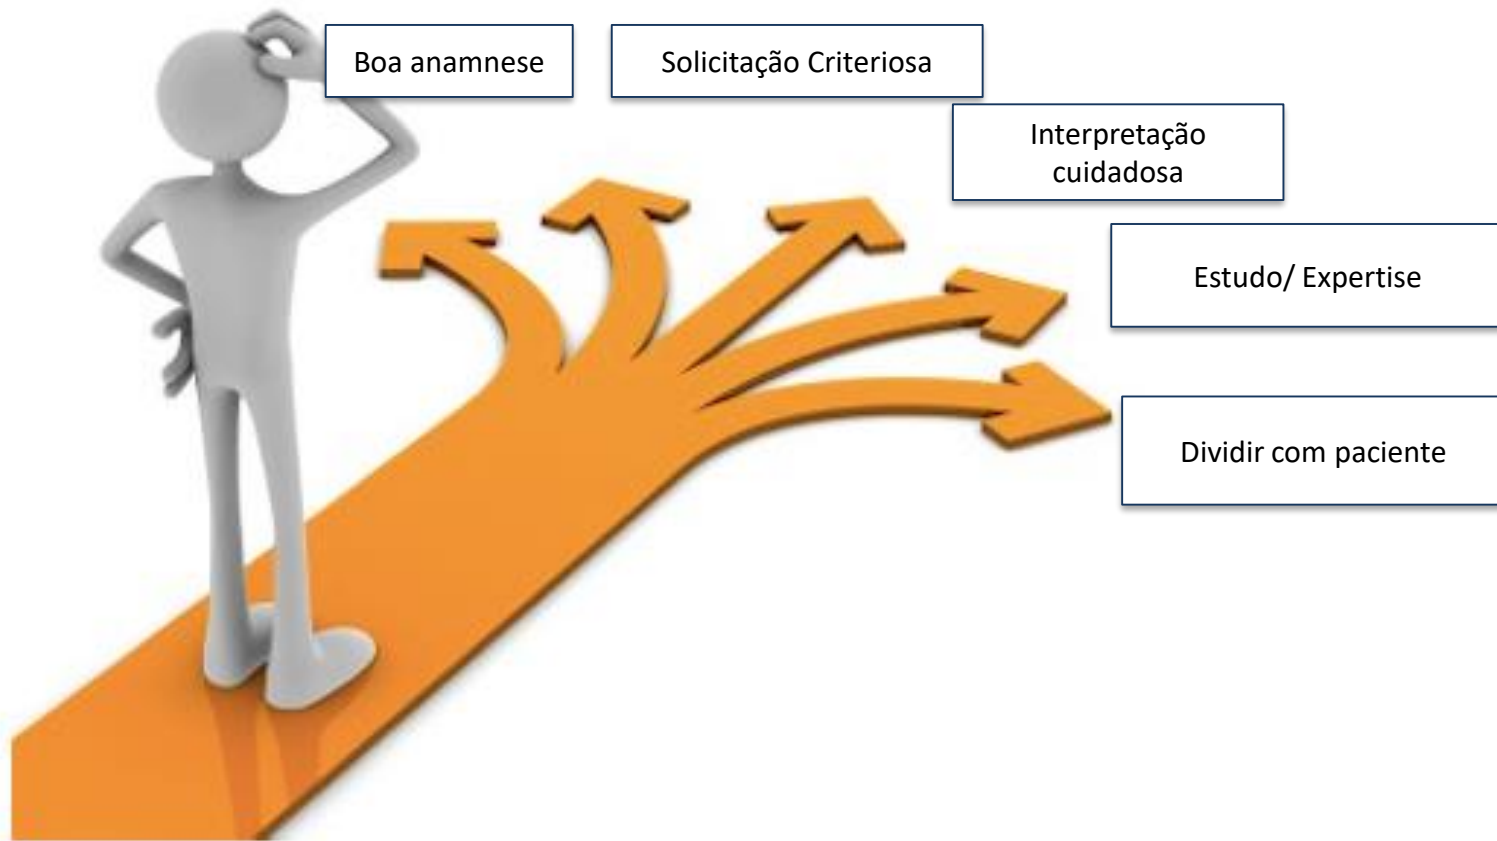 Boa anamnese
Solicitação Criteriosa
Interpretação
cuidadosa
Estudo/ Expertise
Dividir com paciente